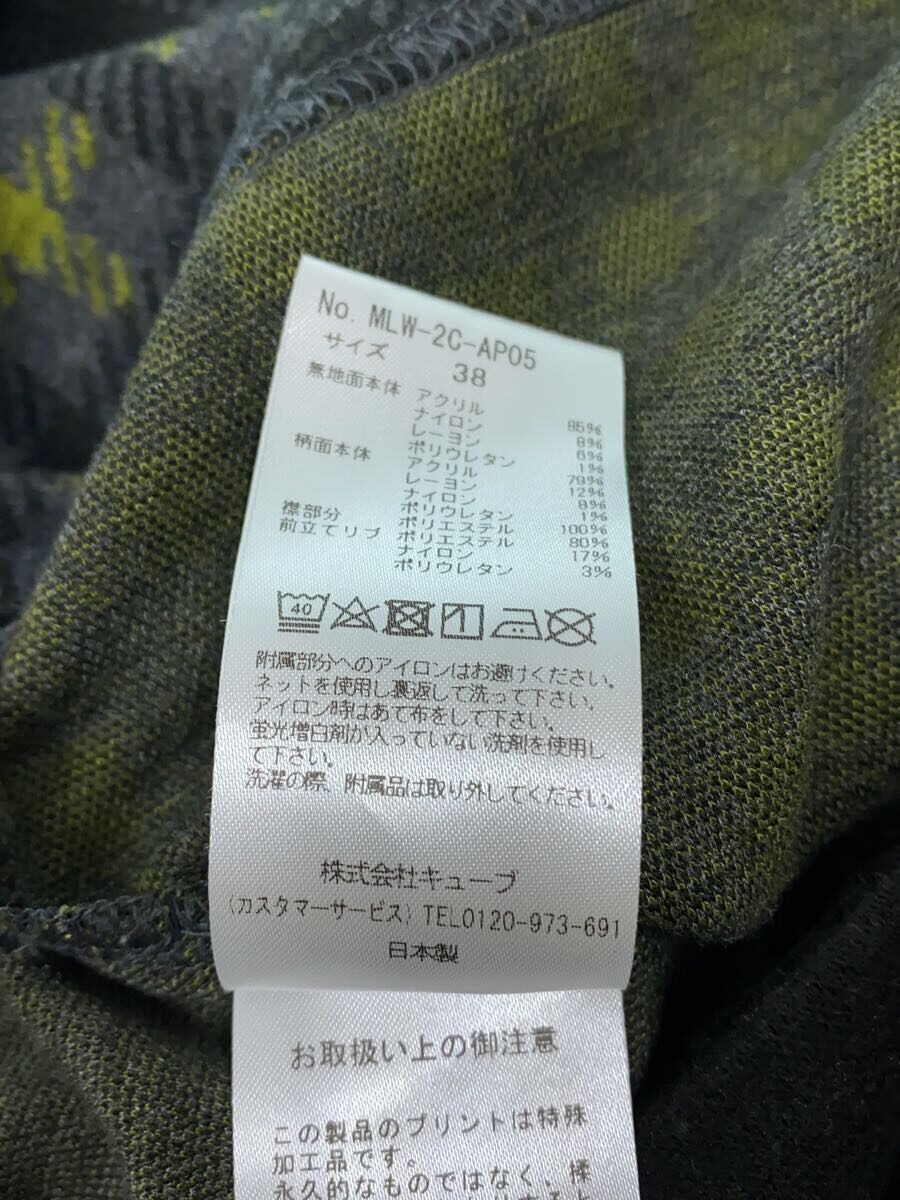 No. MLW-2C-AP05
サイズ 38
無地面本体 アクリル 85%
ナイロン 8%
レーヨン 6%
ポリウレタン 1%
柄面本体 アクリル 79%
レーヨン 12%
ナイロン 8%
ポリウレタン 1%
襟部分 ポリエステル 100%
前立てリブ ポリエステル 80%
ナイロン 17%
ポリウレタン 3%
40
附属部分へのアイロンはお避けください。
ネットを使用し裏返して洗って下さい。
アイロン時はあて布をして下さい。
蛍光増白剤が入っていない洗剤を使用し
て下さい。
洗濯の際、附属品は取り外してください。
株式会社キューブ
(カスタマーサービス) TEL0120-973-691
日本製
お取扱い上の御注意
この製品のプリントは特殊
加工品です。
永久的なものではなく、揉